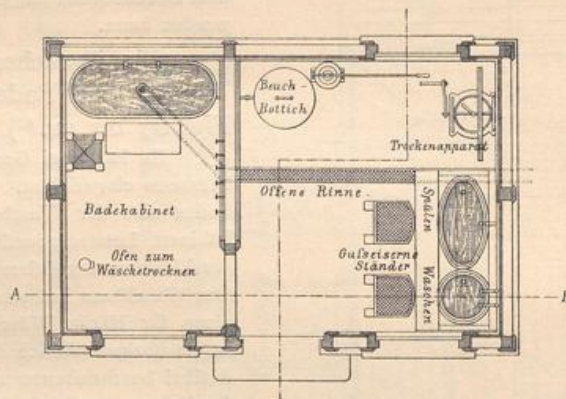 Beuch-
Bottich
Trockenapparat
Offene Rinne.
Badekabinet
Spülen
Ofen zum
Wäschetrocknen
Gußeiserne
Ständer
Waschen
A